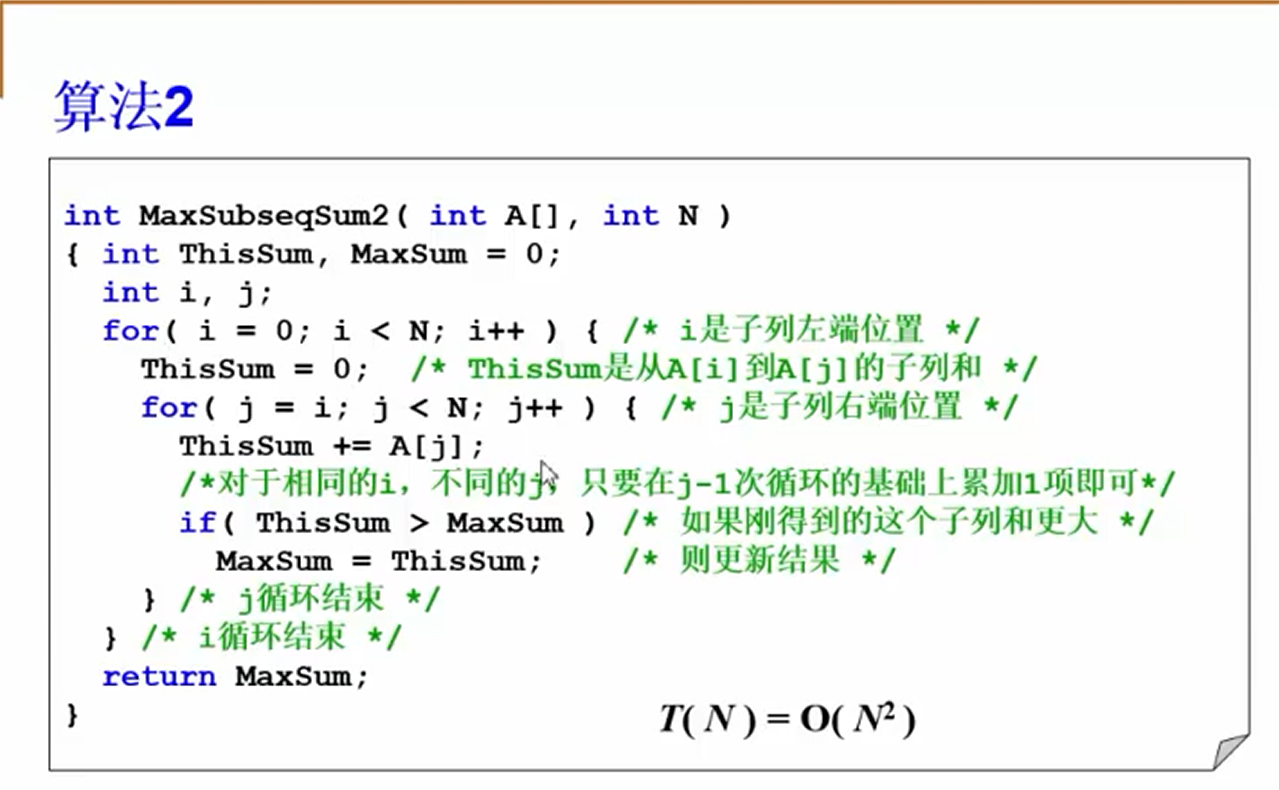 算法2
int MaxSubseqSum2( int A[], int N )
{ int ThisSum, MaxSum = 0;
int i, j;
for( i = 0; i < N; i++ ) { /* i是子列左端位置 */
ThisSum = 0; /* ThisSum是从A[i]到A[j]的子列和 */
for( j = i; j < N; j++ ) { /* j是子列右端位置 */
ThisSum += A[j];
/*对于相同的i，不同的j，只要在j-1次循环的基础上累加1项即可*/
if( ThisSum > MaxSum ) /* 如果刚得到的这个子列和更大 */
MaxSum = ThisSum; /* 则更新结果 */
} /* j循环结束 */
} /* i循环结束 */
return MaxSum;
}
T( N ) = O( N² )